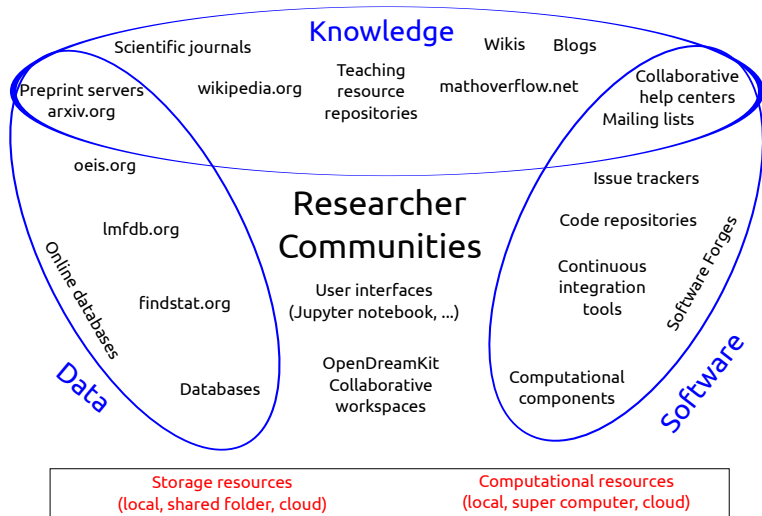 Knowledge
Scientific journals
Wikis
Blogs
Preprint servers
arxiv.org
wikipedia.org
Teaching
resource
repositories
mathoverflow.net
Collaborative
help centers
Mailing lists
oeis.org
lmfdb.org
findstat.org
Online databases
Databases
Data
Researcher
Communities
User interfaces
(Jupyter notebook, ...)
OpenDreamKit
Collaborative
workspaces
Issue trackers
Code repositories
Continuous
integration
tools
Software Forges
Computational
components
Software
Storage resources
(local, shared folder, cloud)
Computational resources
(local, super computer, cloud)